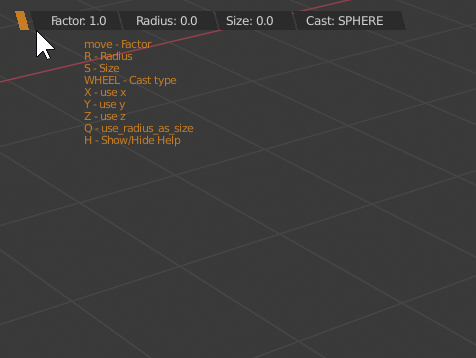 Factor: 1.0 Radius: 0.0 Size: 0.0 Cast: SPHERE
move - Factor
R - Radius
S - Size
WHEEL - Cast type
X - use x
Y - use y
Z - use z
Q - use_radius_as_size
H - Show/Hide Help